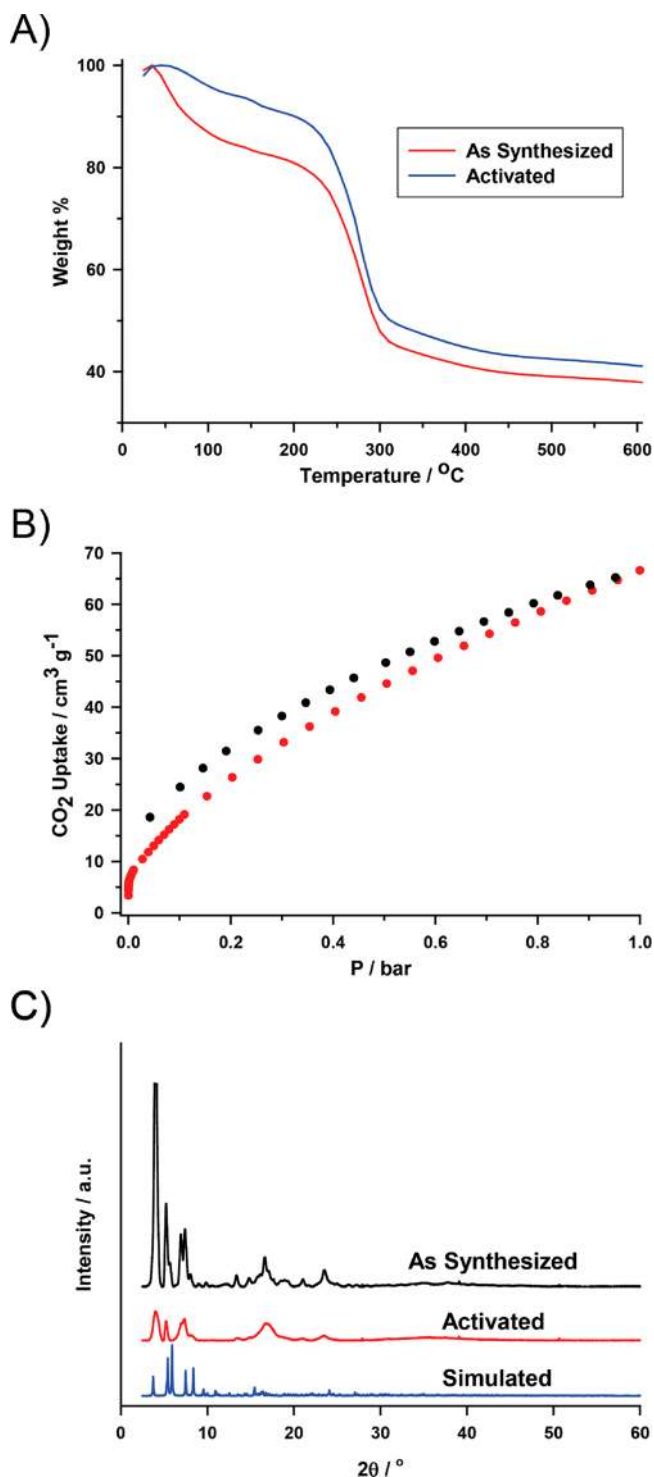 A)
100
80
60
40
Weight %
As Synthesized
Activated
0 100 200 300 400 500 600
Temperature / °C
B)
70
60
50
40
30
20
10
0
CO2 Uptake / cm3 g-1
0.0 0.2 0.4 0.6 0.8 1.0
P / bar
C)
Intensity / a.u.
As Synthesized
Activated
Simulated
0 10 20 30 40 50 60
2θ / °